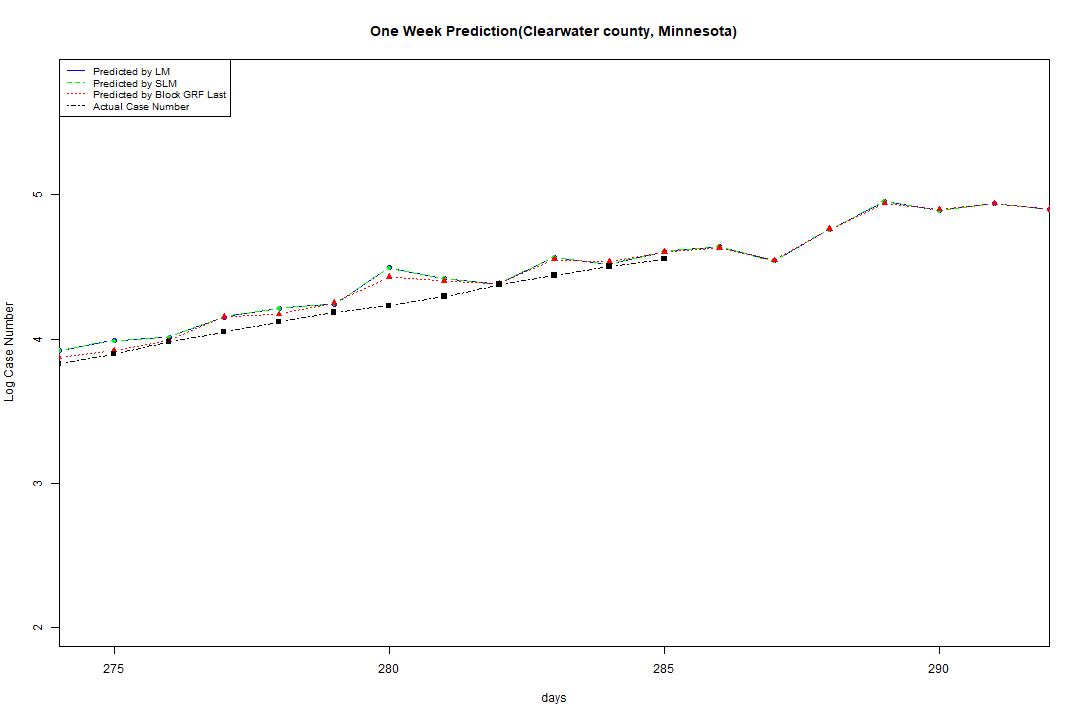 One Week Prediction(Clearwater county, Minnesota)
Predicted by LM
Predicted by SLM
Predicted by Block GRF Last
Actual Case Number
Log Case Number
5
4
3
2
275
280
285
290
days